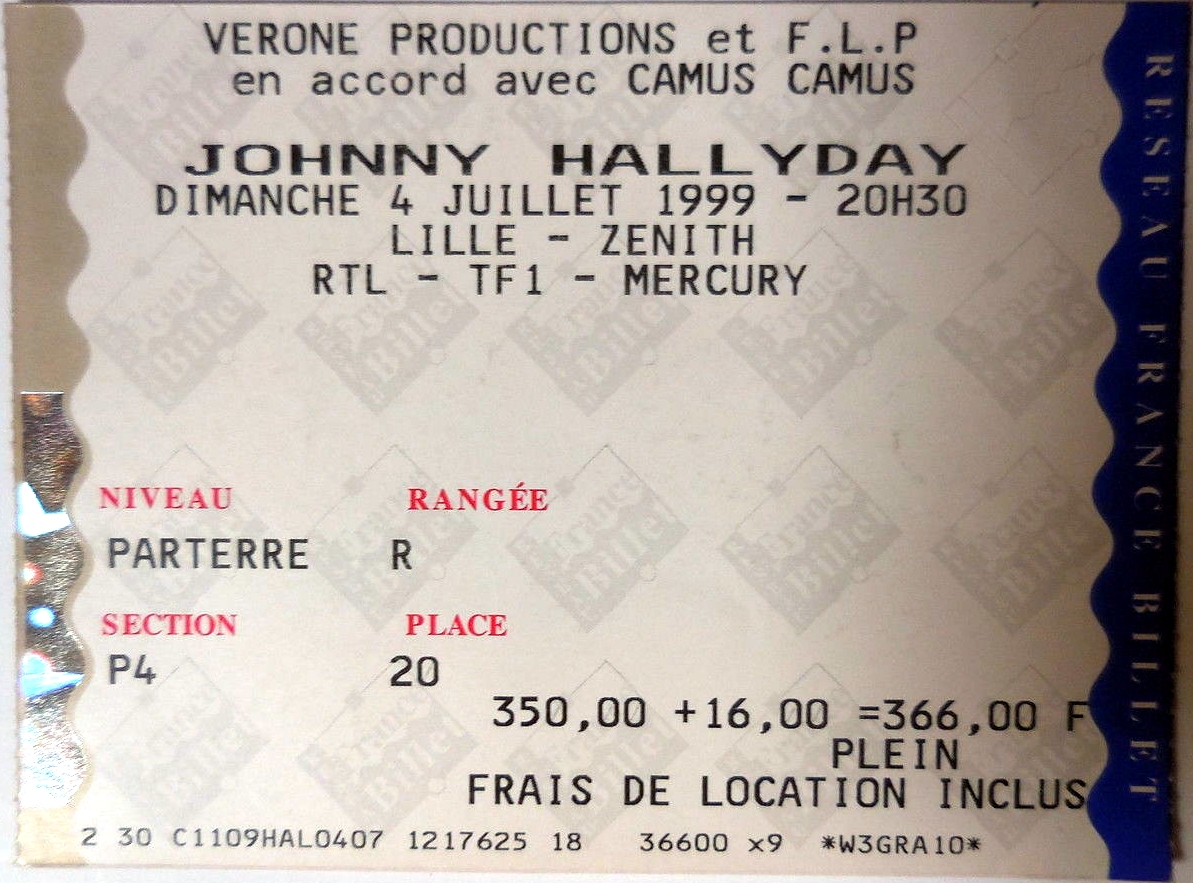 VERONE PRODUCTIONS et F.L.P
en accord avec CAMUS CAMUS
JOHNNY HALLYDAY
DIMANCHE 4 JUILLET 1999 - 20H30
LILLE - ZENITH
RTL - TF1 - MERCURY
NIVEAU RANGÉE
PARTERRE R
SECTION PLACE
P4 20
350,00 +16,00 =366,00 F
PLEIN
FRAIS DE LOCATION INCLUS
2 30 C1109HAL0407 1217625 18 36600 x9 *W3GRA10*
RESEAU FRANCE BILLET
France Billet